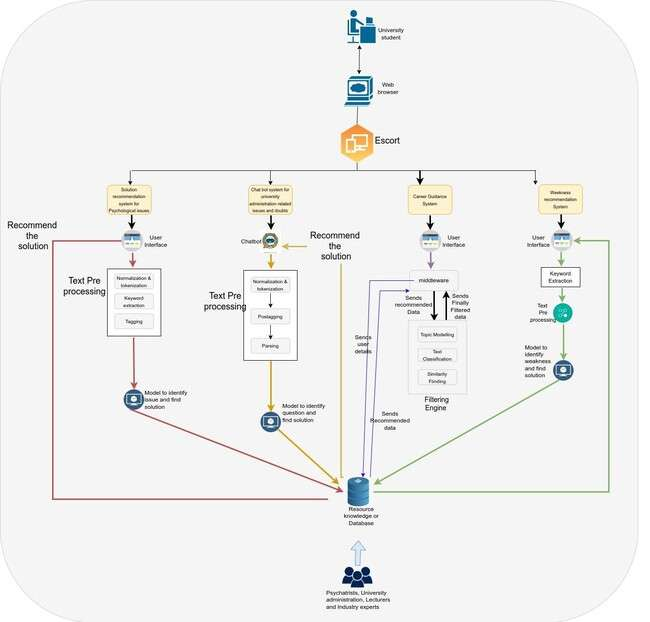 University
student
Web
browser
Escort
Solution
recommendation
system for
Psychological issues
Chat bot system for
university
administration-related
issues and doubts
Career Guidance
System
Weakness
recommendation
System
Recommend
the
solution
User
Interface
Chatbot
Recommend
the
solution
User
Interface
User
Interface
Text Pre
processing
Normalization &
tokenization
Keyword
extraction
Tagging
Text Pre
processing
Normalization &
tokenization
Postagging
Parsing
middleware
Sends
recommended
Data
Sends
Finally
Filtered
data
Keyword
Extraction
Text
Pre
processing
Sends
user
details
Topic Modelling
Text
Classification
Similarity
Finding
Filtering
Engine
Model to
identify
weakness and find
solution
Model to identify
issue and find
solution
Model to identify
question and
find solution
Sends
Recommended
data
Resource
knowledge or
Database
Psychatrists, University
administration, Lecturers
and Industry experts